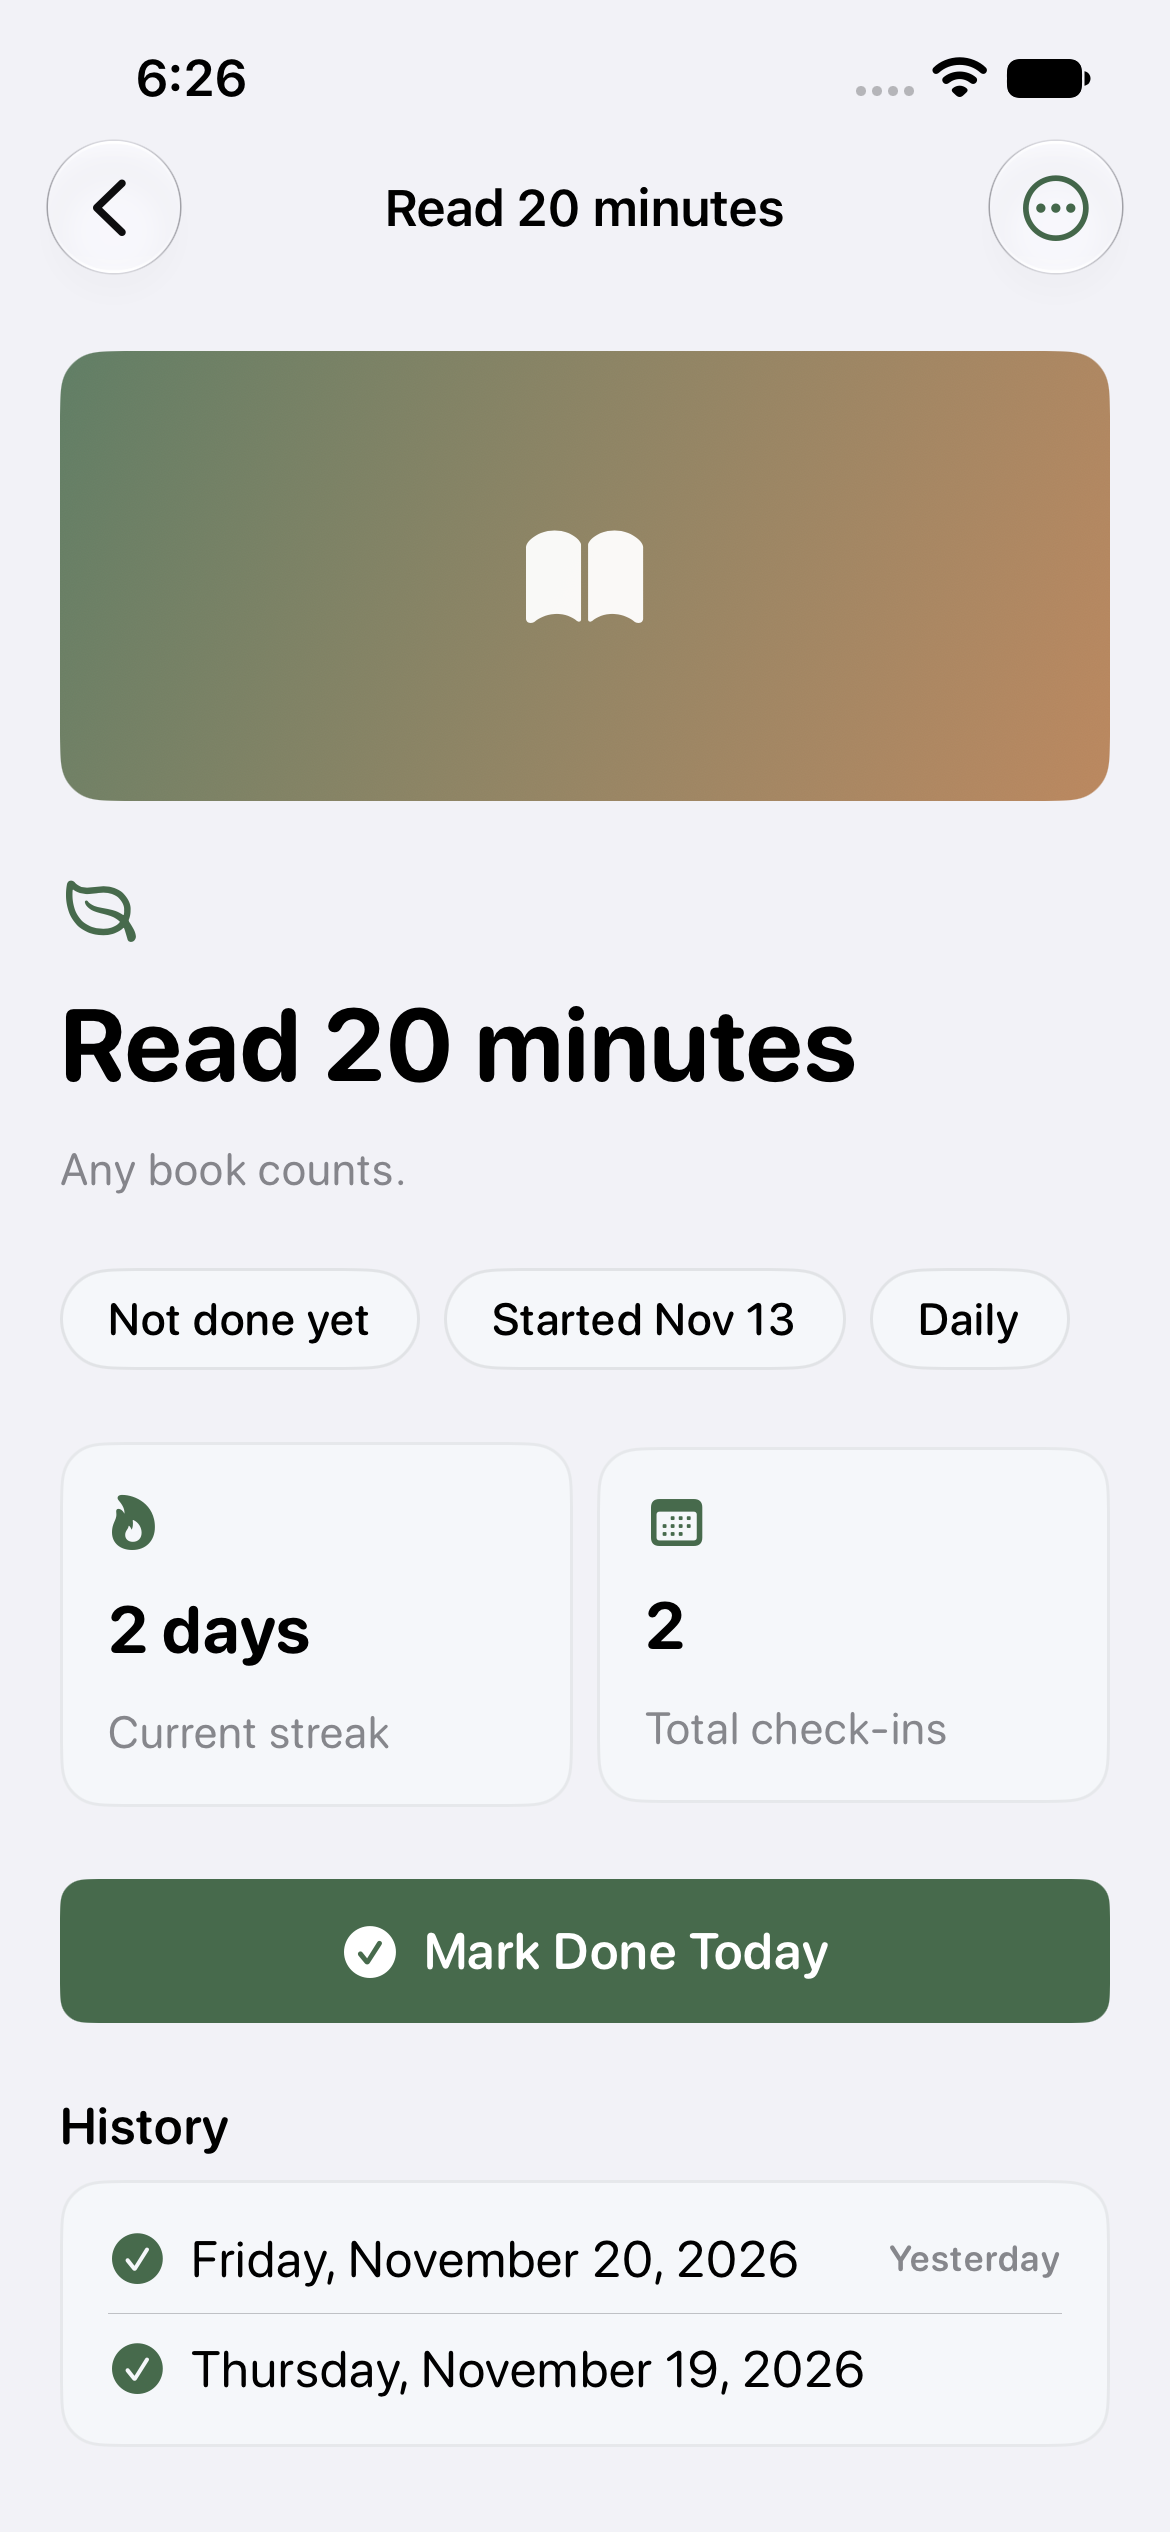 6:26
Read 20 minutes
Read 20 minutes
Any book counts.
Not done yet
Started Nov 13
Daily
2 days
Current streak
2
Total check-ins
Mark Done Today
History
Friday, November 20, 2026
Yesterday
Thursday, November 19, 2026